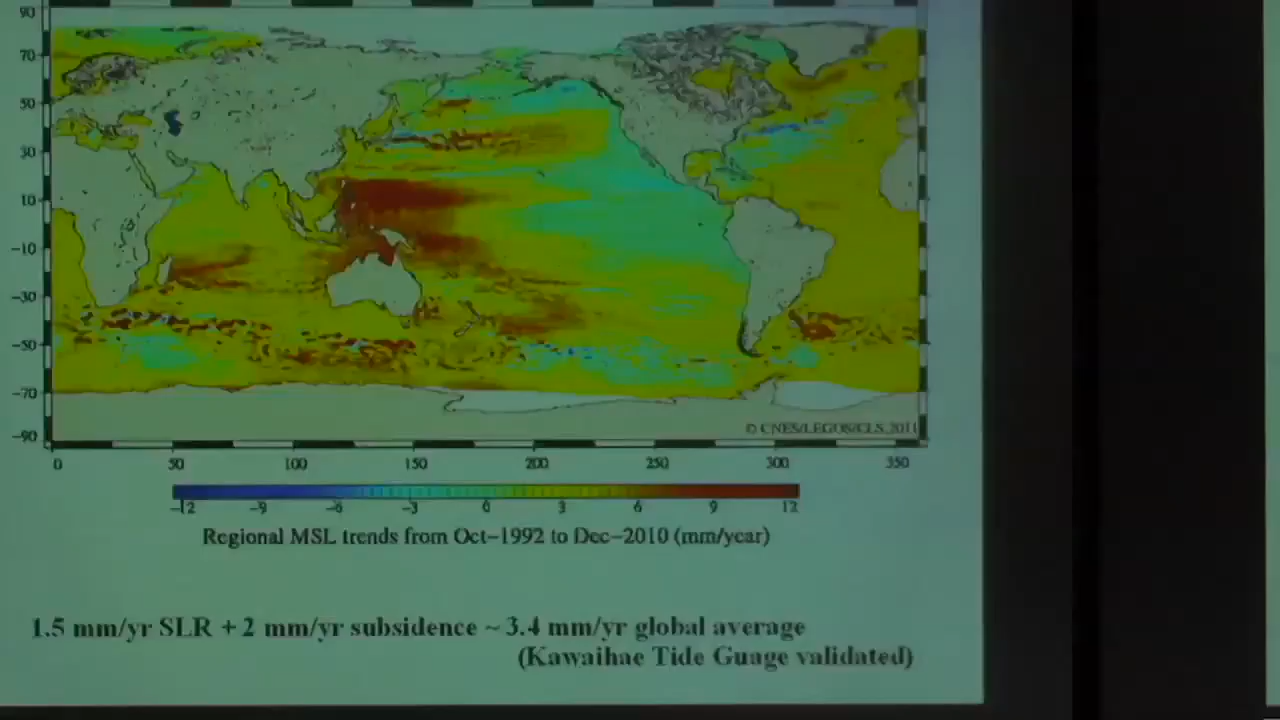 90
70
50
30
10
-10
-30
-50
-70
-90
© CNES/LEGOS/CLS, 2011
0 50 100 150 200 250 300 350
-12 -9 -6 -3 0 3 6 9 12
Regional MSL trends from Oct-1992 to Dec-2010 (mm/year)
1.5 mm/yr SLR + 2 mm/yr subsidence ~ 3.4 mm/yr global average
(Kawaihae Tide Guage validated)